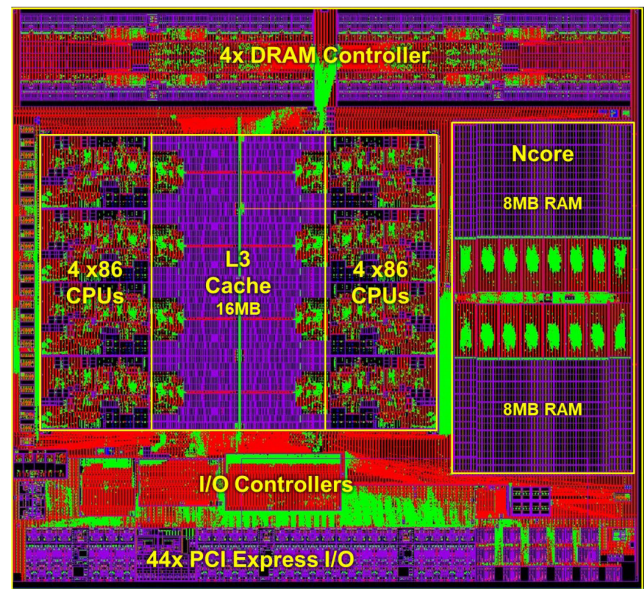 4x DRAM Controller
Ncore
8MB RAM
4 x86
CPUs
L3
Cache
16MB
4 x86
CPUs
8MB RAM
I/O Controllers
44x PCI Express I/O